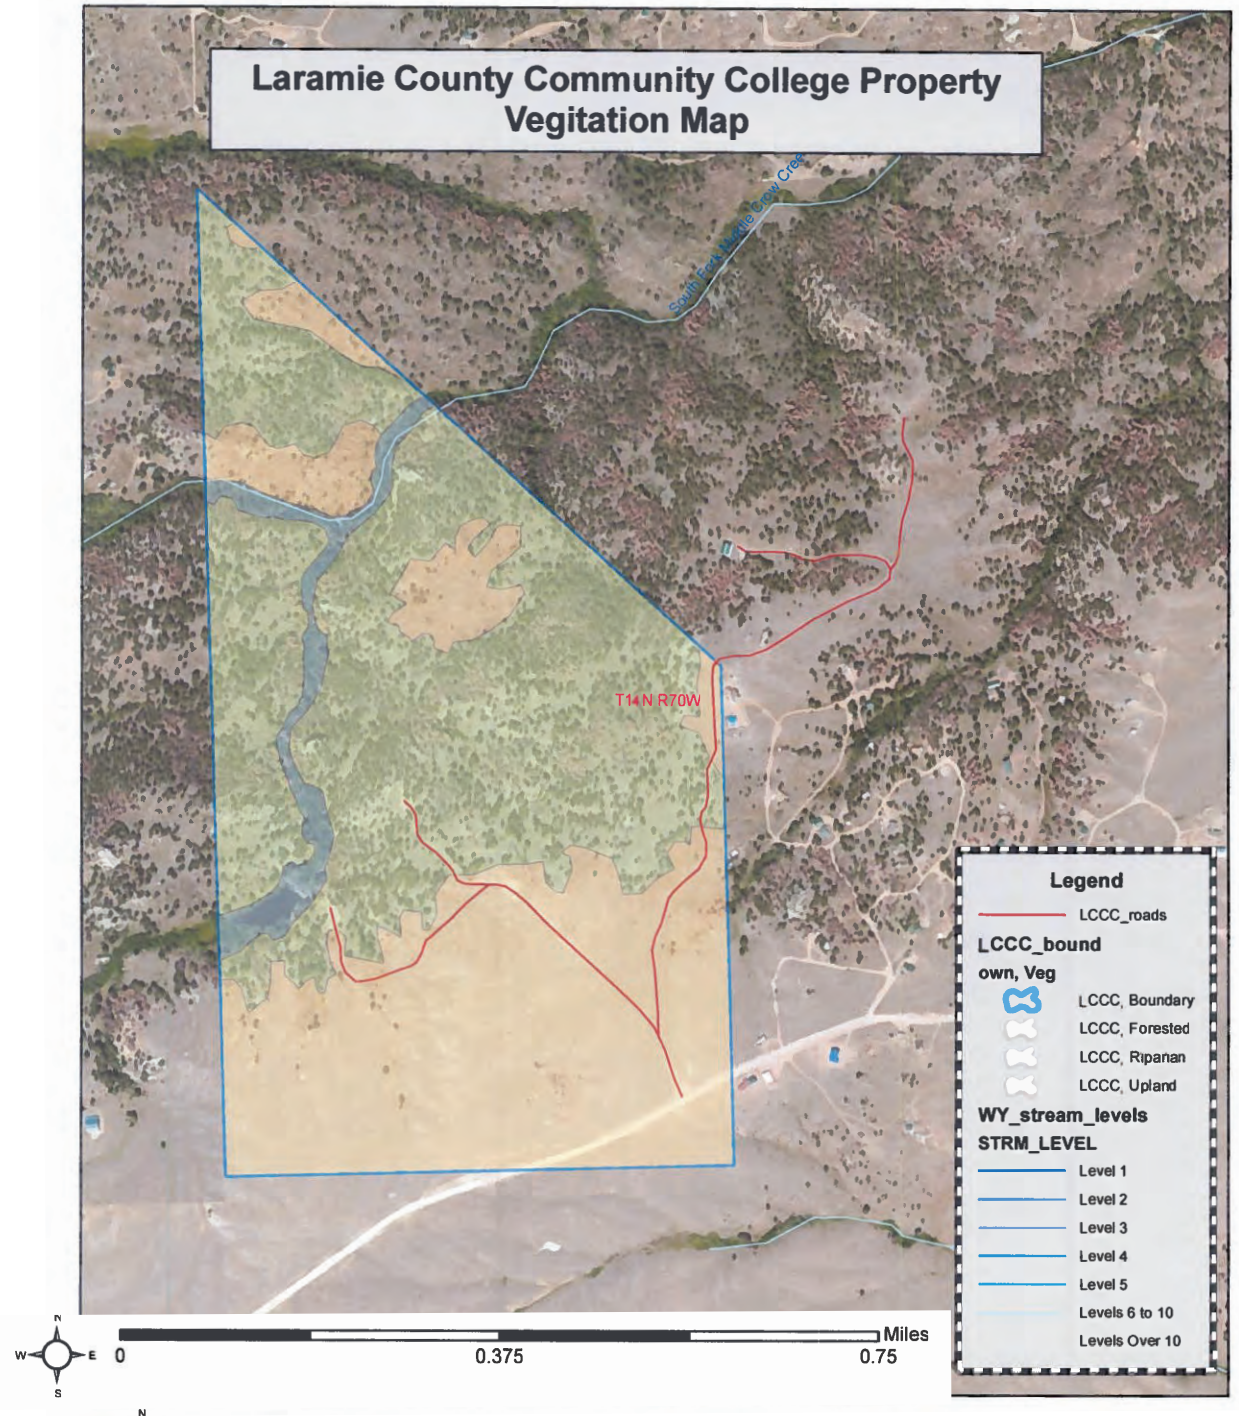 Laramie County Community College Property
Vegitation Map
South Fork Middle Crow Cree
T14N R70W
Legend
LCCC_roads
LCCC_bound
own, Veg
LCCC, Boundary
LCCC, Forested
LCCC, Riparian
LCCC, Upland
WY_stream_levels
STRM_LEVEL
Level 1
Level 2
Level 3
Level 4
Level 5
Levels 6 to 10
Levels Over 10
N
W E
S
0 0.375 0.75 Miles
N